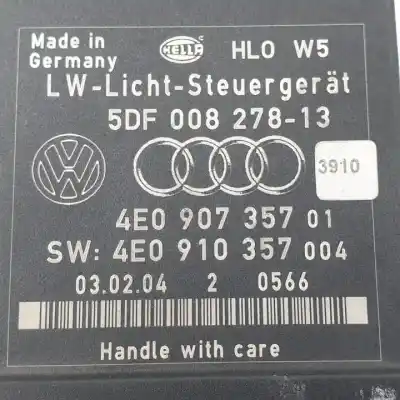 Made in
Germany
HELLA
HLO W5
LW-Licht-Steuergerät
5DF 008 278-13
3910
4E0 907 357 01
SW: 4E0 910 357 004
03.02.04 2 0566
Handle with care